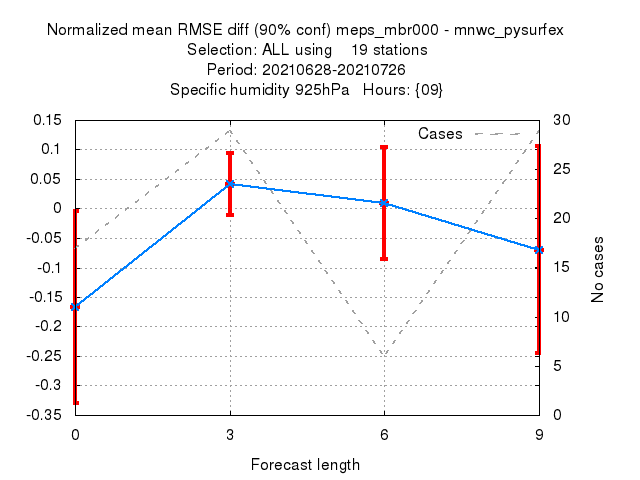 Normalized mean RMSE diff (90% conf) meps_mbr000 - mnwc_pysurfex
Selection: ALL using 19 stations
Period: 20210628-20210726
Specific humidity 925hPa Hours: {09}
Cases
0.15
0.1
0.05
0
-0.05
-0.1
-0.15
-0.2
-0.25
-0.3
-0.35
30
25
20
15
10
5
0
No cases
0 3 6 9
Forecast length